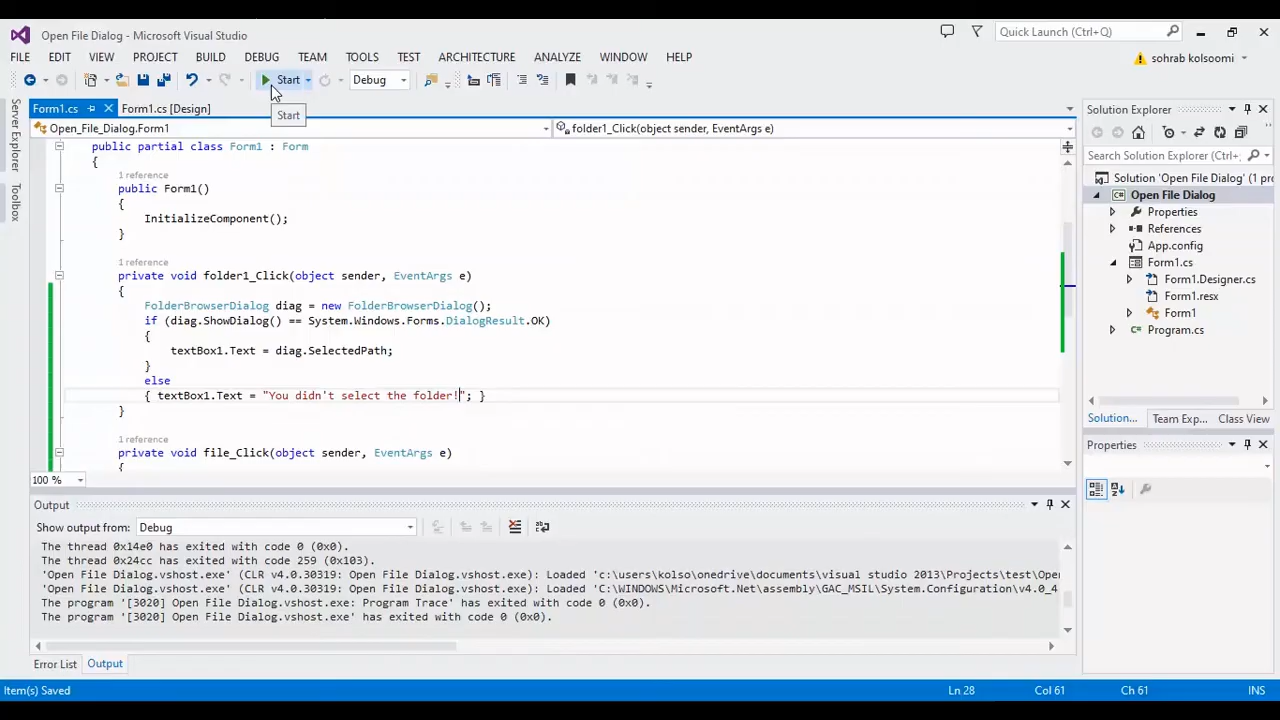 Open File Dialog - Microsoft Visual Studio
Quick Launch (Ctrl+Q)
FILE EDIT VIEW PROJECT BUILD DEBUG TEAM TOOLS TEST ARCHITECTURE ANALYZE WINDOW HELP
sohrab kolsoomi
Start Debug
Start
Server Explorer
Toolbox
Form1.cs Form1.cs [Design]
Open_File_Dialog.Form1 folder1_Click(object sender, EventArgs e)
public partial class Form1 : Form
{
1 reference
public Form1()
{
InitializeComponent();
}
1 reference
private void folder1_Click(object sender, EventArgs e)
{
FolderBrowserDialog diag = new FolderBrowserDialog();
if (diag.ShowDialog() == System.Windows.Forms.DialogResult.OK)
{
textBox1.Text = diag.SelectedPath;
}
else
{ textBox1.Text = "You didn't select the folder!"; }
}
1 reference
private void file_Click(object sender, EventArgs e)
{
100 %
Output
Show output from: Debug
The thread 0x14e0 has exited with code 0 (0x0).
The thread 0x24cc has exited with code 259 (0x103).
'Open File Dialog.vshost.exe' (CLR v4.0.30319: Open File Dialog.vshost.exe): Loaded 'c:\users\kolso\onedrive\documents\visual studio 2013\Projects\test\Ope
'Open File Dialog.vshost.exe' (CLR v4.0.30319: Open File Dialog.vshost.exe): Loaded 'C:\WINDOWS\Microsoft.Net\assembly\GAC_MSIL\System.Configuration\v4.0_4
The program '[3020] Open File Dialog.vshost.exe: Program Trace' has exited with code 0 (0x0).
The program '[3020] Open File Dialog.vshost.exe' has exited with code 0 (0x0).
Error List Output
Solution Explorer
Search Solution Explorer (Ctrl+;
Solution 'Open File Dialog' (1 pro
Open File Dialog
Properties
References
App.config
Form1.cs
Form1.Designer.cs
Form1.resx
Form1
Program.cs
Solution... Team Exp... Class View
Properties
Item(s) Saved Ln 28 Col 61 Ch 61 INS